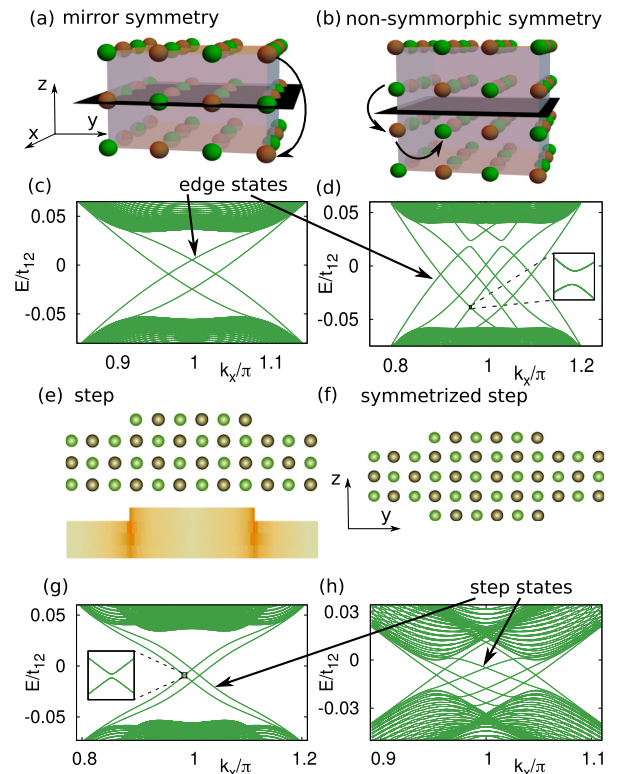 (a) mirror symmetry
(b) non-symmorphic symmetry
z
y
x
(c) edge states (d)
0.05
0
-0.05
E/t12
0.9 1 1.1
kx/π
0.05
0
-0.05
E/t12
0.8 1 1.2
kx/π
(e) step
(f) symmetrized step
z
y
(g) step states (h)
0.05
0
-0.05
E/t12
0.8 1 1.2
kx/π
0.03
0
-0.03
E/t12
0.9 1 1.1
kx/π